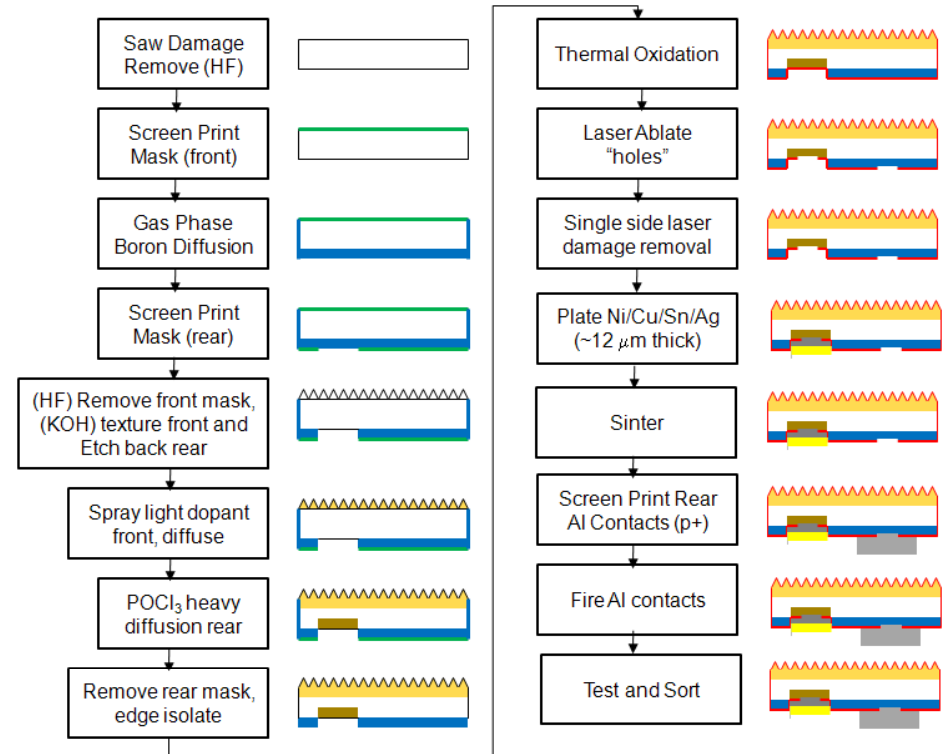 Saw Damage
Remove (HF)
Screen Print
Mask (front)
Gas Phase
Boron Diffusion
Screen Print
Mask (rear)
(HF) Remove front mask,
(KOH) texture front and
Etch back rear
Spray light dopant
front, diffuse
POCl₃ heavy
diffusion rear
Remove rear mask,
edge isolate
Thermal Oxidation
Laser Ablate
“holes”
Single side laser
damage removal
Plate Ni/Cu/Sn/Ag
(~12 μm thick)
Sinter
Screen Print Rear
Al Contacts (p+)
Fire Al contacts
Test and Sort